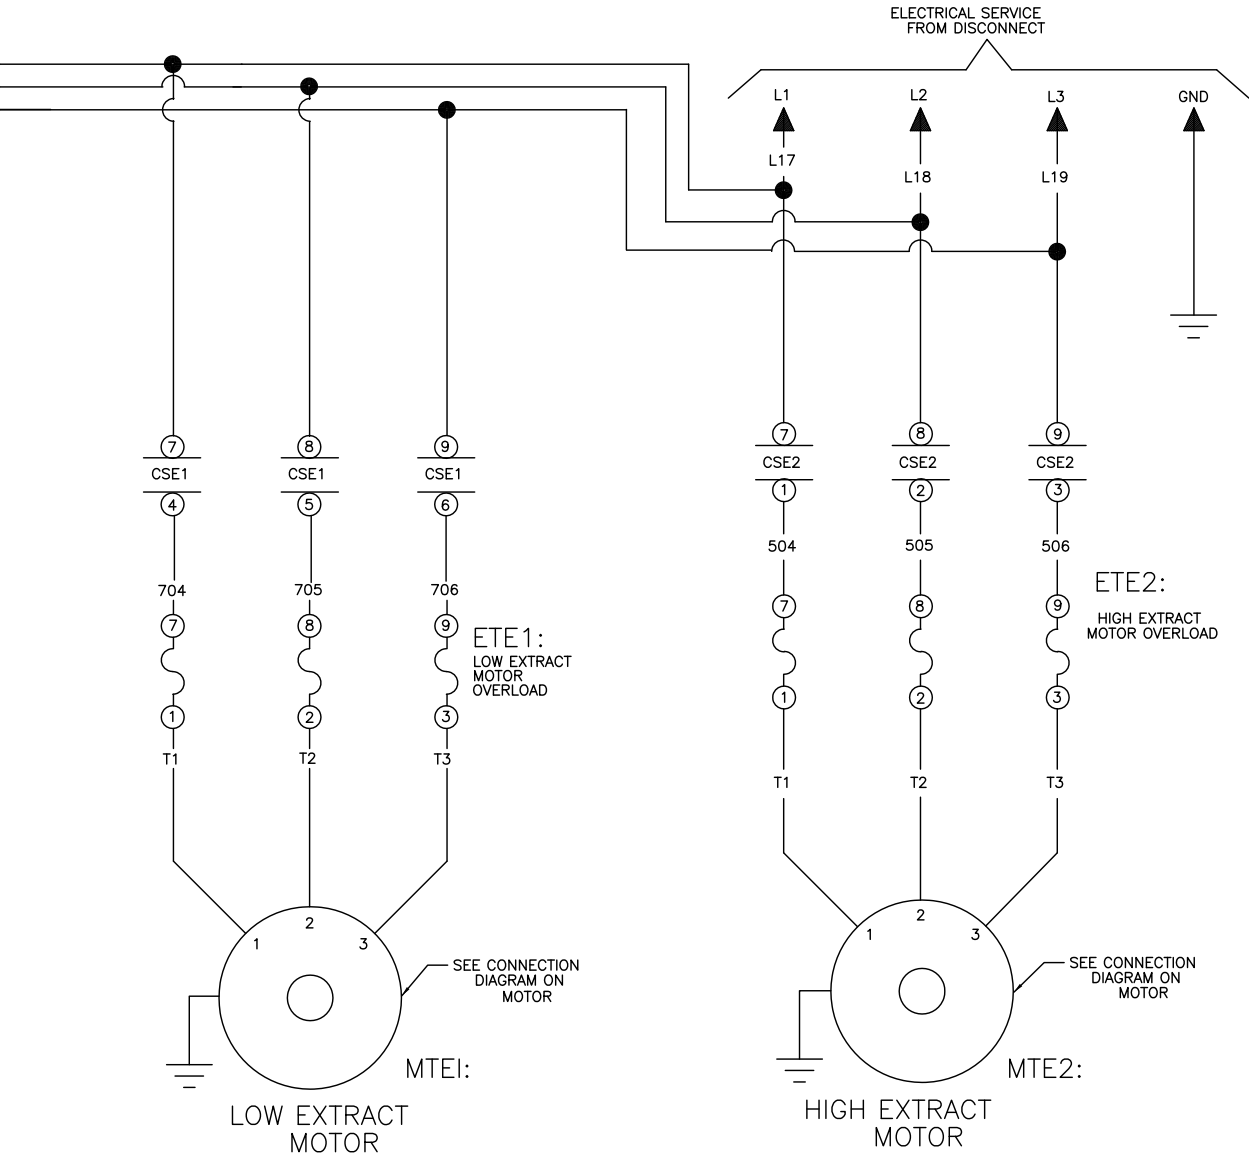 ELECTRICAL SERVICE
FROM DISCONNECT
L1 L2 L3 GND
L17
L18 L19
7 8 9
CSE2 CSE2 CSE2
1 2 3
7 8 9
CSE1 CSE1 CSE1
4 5 6
504 505 506
704 705 706
ETE2:
HIGH EXTRACT
MOTOR OVERLOAD
7 8 9
7 8 9
ETE1:
LOW EXTRACT
MOTOR
OVERLOAD
1 2 3
1 2 3
T1 T2 T3
T1 T2 T3
1 2 3
1 2 3
SEE CONNECTION
DIAGRAM ON
MOTOR
SEE CONNECTION
DIAGRAM ON
MOTOR
MTEI:
MTE2:
LOW EXTRACT
MOTOR
HIGH EXTRACT
MOTOR